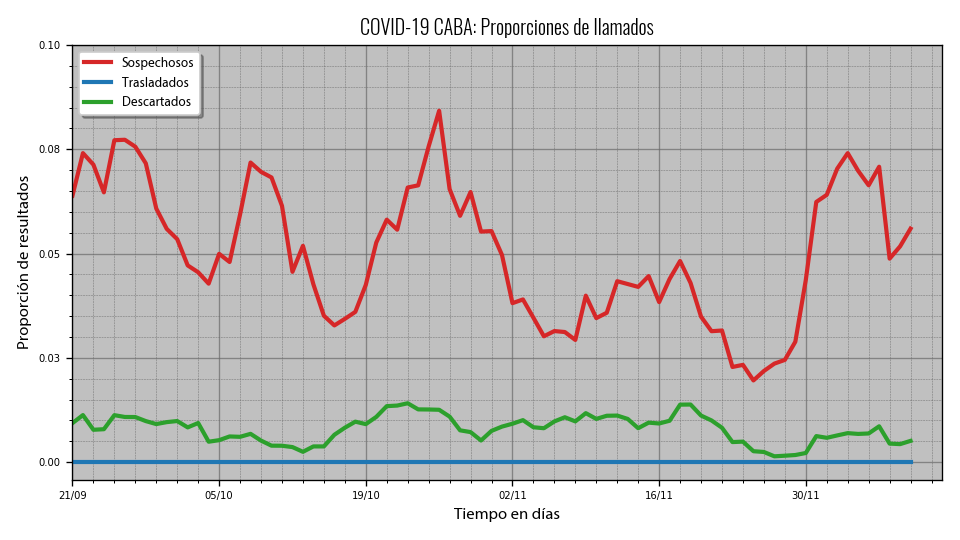 COVID-19 CABA: Proporciones de llamados
Sospechosos
Trasladados
Descartados
Proporción de resultados
0.10
0.08
0.05
0.03
0.00
21/09 05/10 19/10 02/11 16/11 30/11
Tiempo en días